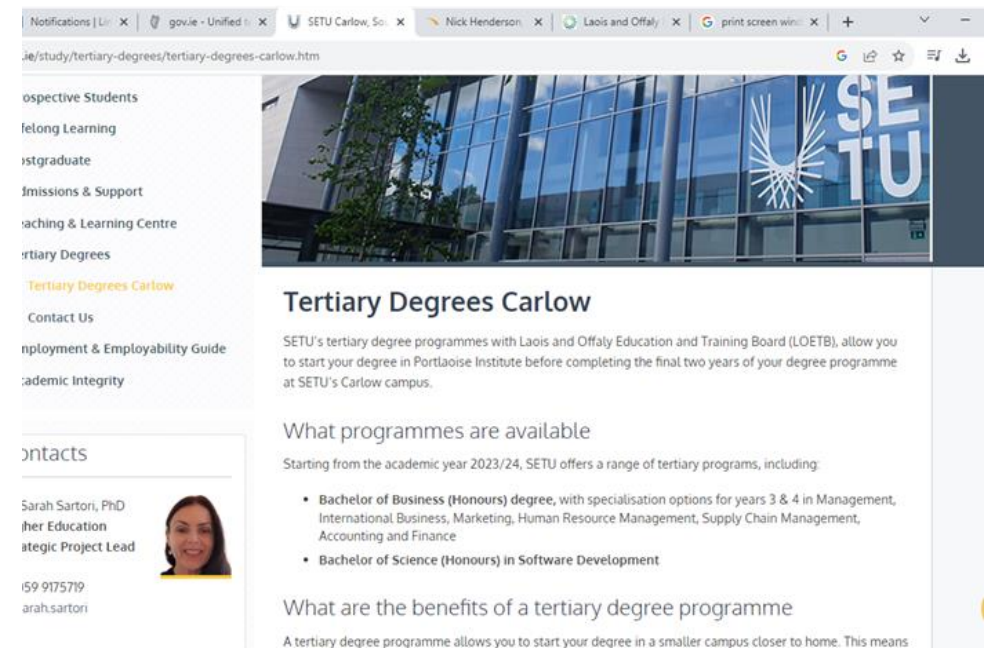 Notifications | Lin
gov.ie - Unified t
SETU Carlow, So
Nick Henderson
Laois and Offaly
print screen wind
.ie/study/tertiary-degrees/tertiary-degrees-carlow.htm
SE
TU
ospective Students
felong Learning
ostgraduate
dmissions & Support
eaching & Learning Centre
ertiary Degrees
Tertiary Degrees Carlow
Contact Us
mployment & Employability Guide
cademic Integrity
ontacts
Sarah Sartori, PhD
gher Education
ategic Project Lead
059 9175719
arah.sartori
Tertiary Degrees Carlow
SETU's tertiary degree programmes with Laois and Offaly Education and Training Board (LOETB), allow you
to start your degree in Portlaoise Institute before completing the final two years of your degree programme
at SETU's Carlow campus.
What programmes are available
Starting from the academic year 2023/24, SETU offers a range of tertiary programs, including:
• Bachelor of Business (Honours) degree, with specialisation options for years 3 & 4 in Management,
International Business, Marketing, Human Resource Management, Supply Chain Management,
Accounting and Finance
• Bachelor of Science (Honours) in Software Development
What are the benefits of a tertiary degree programme
A tertiary degree programme allows you to start your degree in a smaller campus closer to home. This means